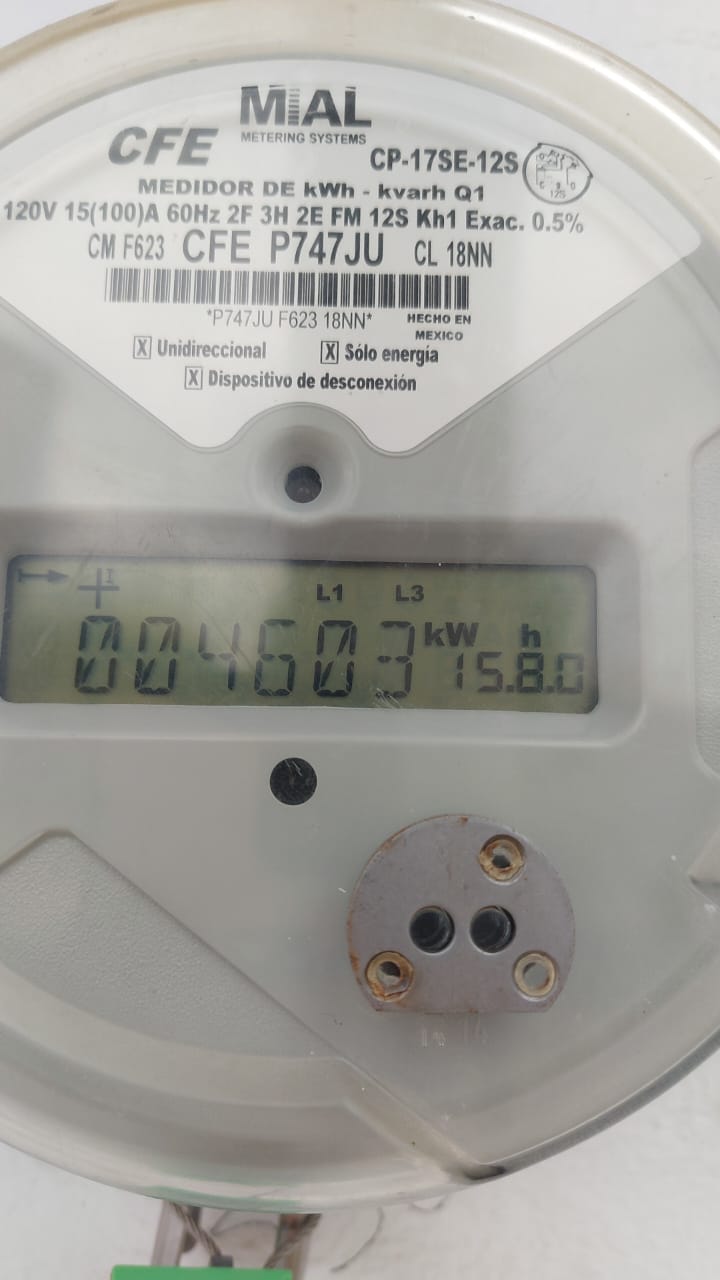 MIAL
METERING SYSTEMS
CFE
CP-17SE-12S
12S
MEDIDOR DE kWh - kvarh Q1
120V 15(100)A 60Hz 2F 3H 2E FM 12S Kh1 Exac. 0.5%
CM F623 CFE P747JU CL 18NN
*P747JU F623 18NN* HECHO EN
MEXICO
X Unidireccional X Sólo energía
X Dispositivo de desconexión
L1 L3
004603 kW h 15.8.0